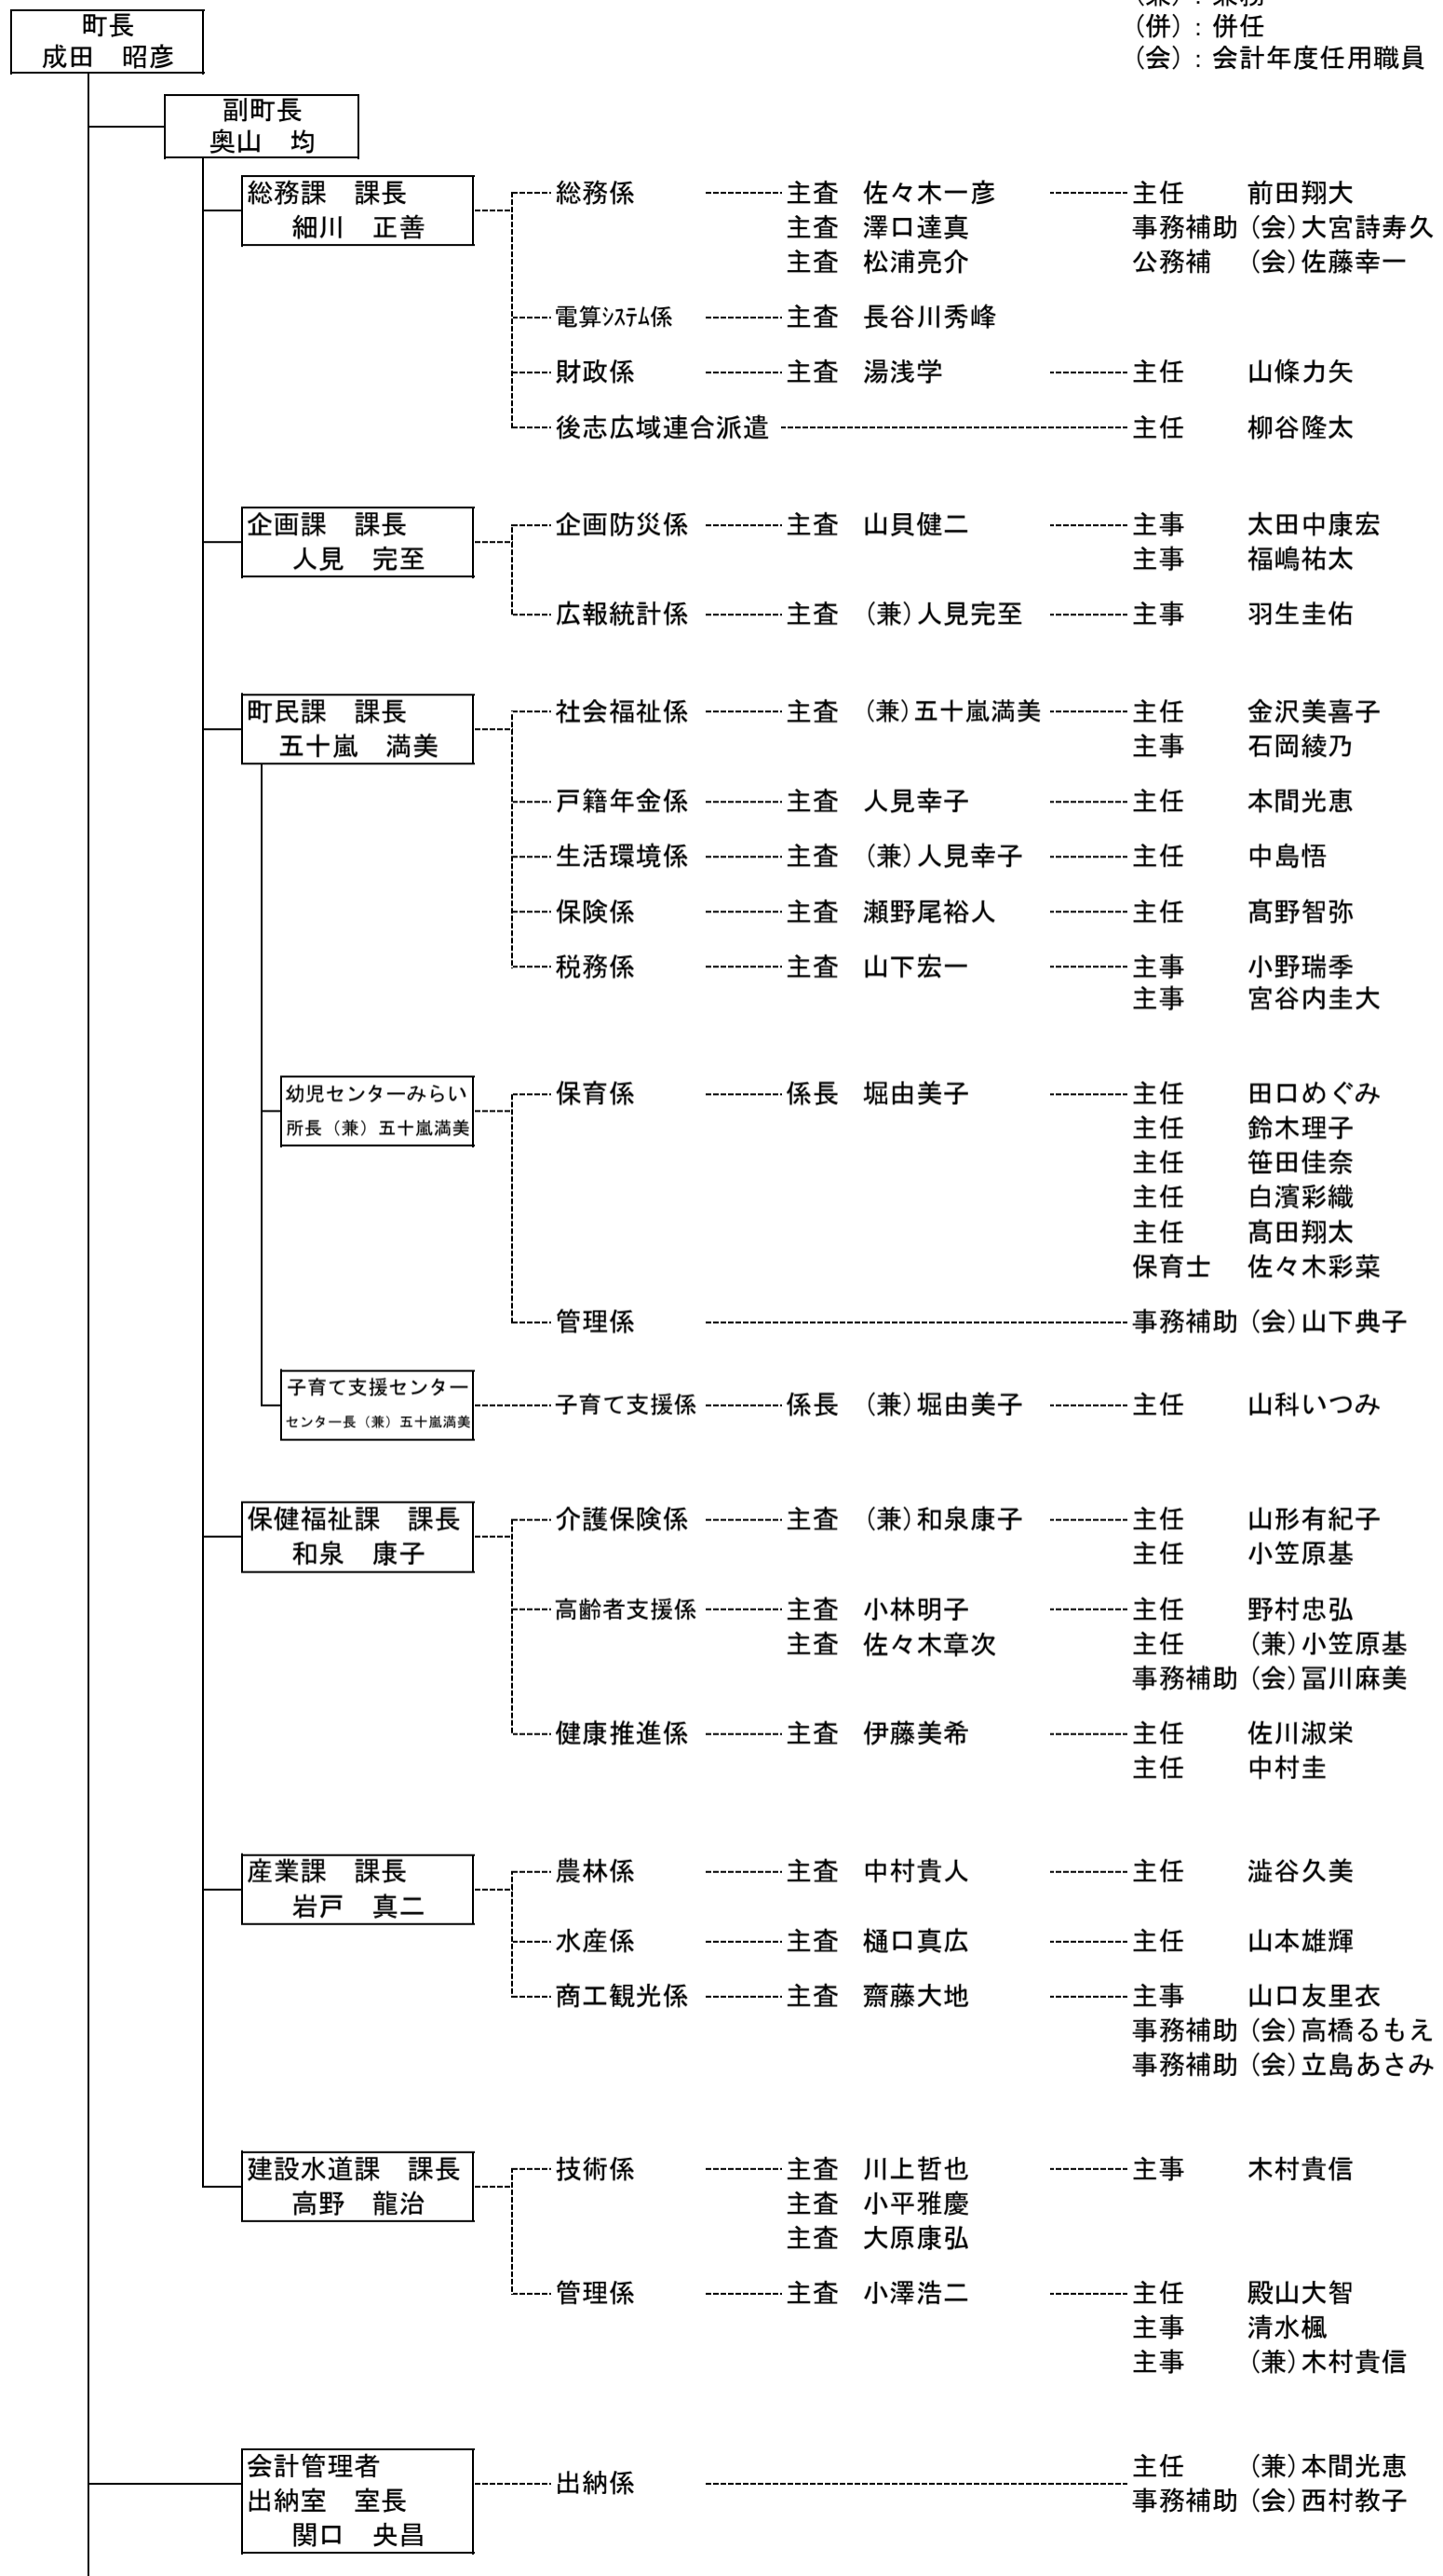 (兼)：兼務
町長
成田　昭彦
(併)：併任
(会)：会計年度任用職員
副町長
奥山　均
総務課　課長
細川　正善
総務係 主査 佐々木一彦 主任 前田翔大
主査 澤口達真 事務補助 (会)大宮詩寿久
主査 松浦亮介 公務補 (会)佐藤幸一
電算ｼｽﾃﾑ係 主査 長谷川秀峰
財政係 主査 湯浅学 主任 山條力矢
後志広域連合派遣 主任 柳谷隆太
企画課　課長
人見　完至
企画防災係 主査 山貝健二 主事 太田中康宏
主事 福嶋祐太
広報統計係 主査 (兼)人見完至 主事 羽生圭佑
町民課　課長
五十嵐　満美
社会福祉係 主査 (兼)五十嵐満美 主任 金沢美喜子
主事 石岡綾乃
戸籍年金係 主査 人見幸子 主任 本間光恵
生活環境係 主査 (兼)人見幸子 主任 中島悟
保険係 主査 瀬野尾裕人 主任 髙野智弥
税務係 主査 山下宏一 主事 小野瑞季
主事 宮谷内圭大
幼児センターみらい
所長（兼）五十嵐満美
保育係 係長 堀由美子 主任 田口めぐみ
主任 鈴木理子
主任 笹田佳奈
主任 白濱彩織
主任 髙田翔太
保育士 佐々木彩菜
管理係 事務補助 (会)山下典子
子育て支援センター
センター長（兼）五十嵐満美
子育て支援係 係長 (兼)堀由美子 主任 山科いつみ
保健福祉課　課長
和泉　康子
介護保険係 主査 (兼)和泉康子 主任 山形有紀子
主任 小笠原基
高齢者支援係 主査 小林明子 主任 野村忠弘
主査 佐々木章次 主任 (兼)小笠原基
事務補助 (会)冨川麻美
健康推進係 主査 伊藤美希 主任 佐川淑栄
主任 中村圭
産業課　課長
岩戸　真二
農林係 主査 中村貴人 主任 澁谷久美
水産係 主査 樋口真広 主任 山本雄輝
商工観光係 主査 齋藤大地 主事 山口友里衣
事務補助 (会)高橋るもえ
事務補助 (会)立島あさみ
建設水道課　課長
高野　龍治
技術係 主査 川上哲也 主事 木村貴信
主査 小平雅慶
主査 大原康弘
管理係 主査 小澤浩二 主任 殿山大智
主事 清水楓
主事 (兼)木村貴信
会計管理者
出納室　室長
関口　央昌
出納係 主任 (兼)本間光恵
事務補助 (会)西村教子